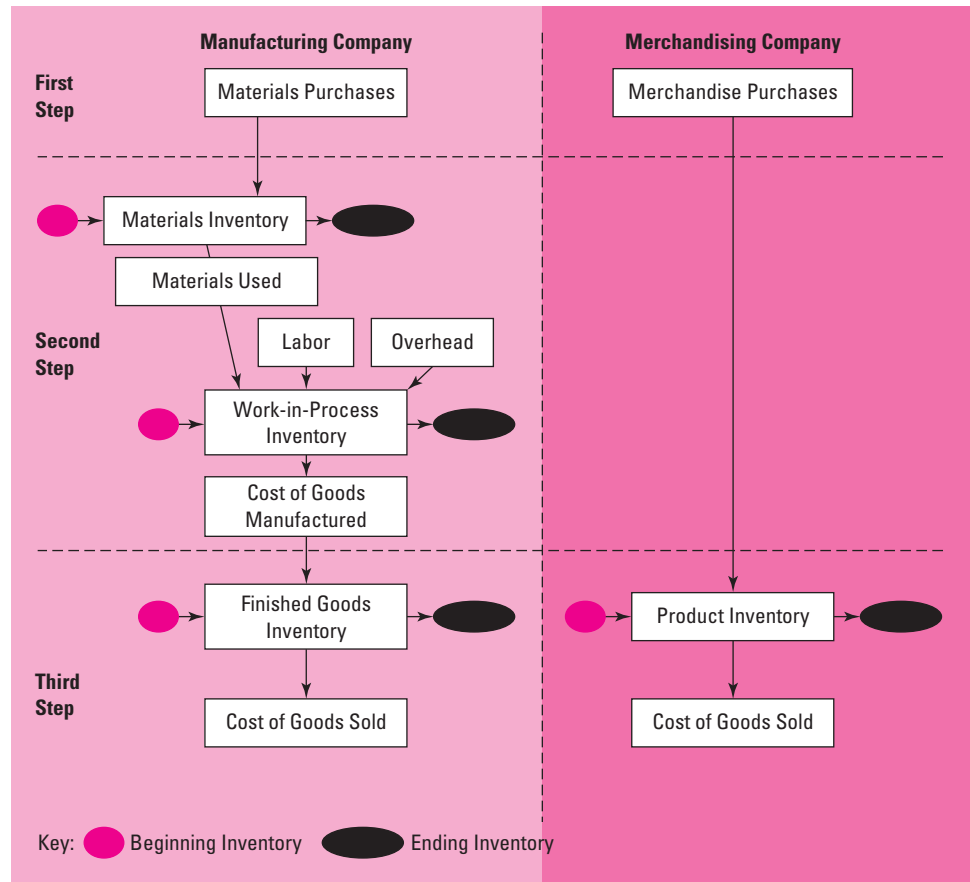 Manufacturing Company
Merchandising Company
First
Step
Materials Purchases
Merchandise Purchases
Materials Inventory
Materials Used
Second
Step
Labor
Overhead
Work-in-Process
Inventory
Cost of Goods
Manufactured
Finished Goods
Inventory
Product Inventory
Third
Step
Cost of Goods Sold
Cost of Goods Sold
Key: Beginning Inventory Ending Inventory